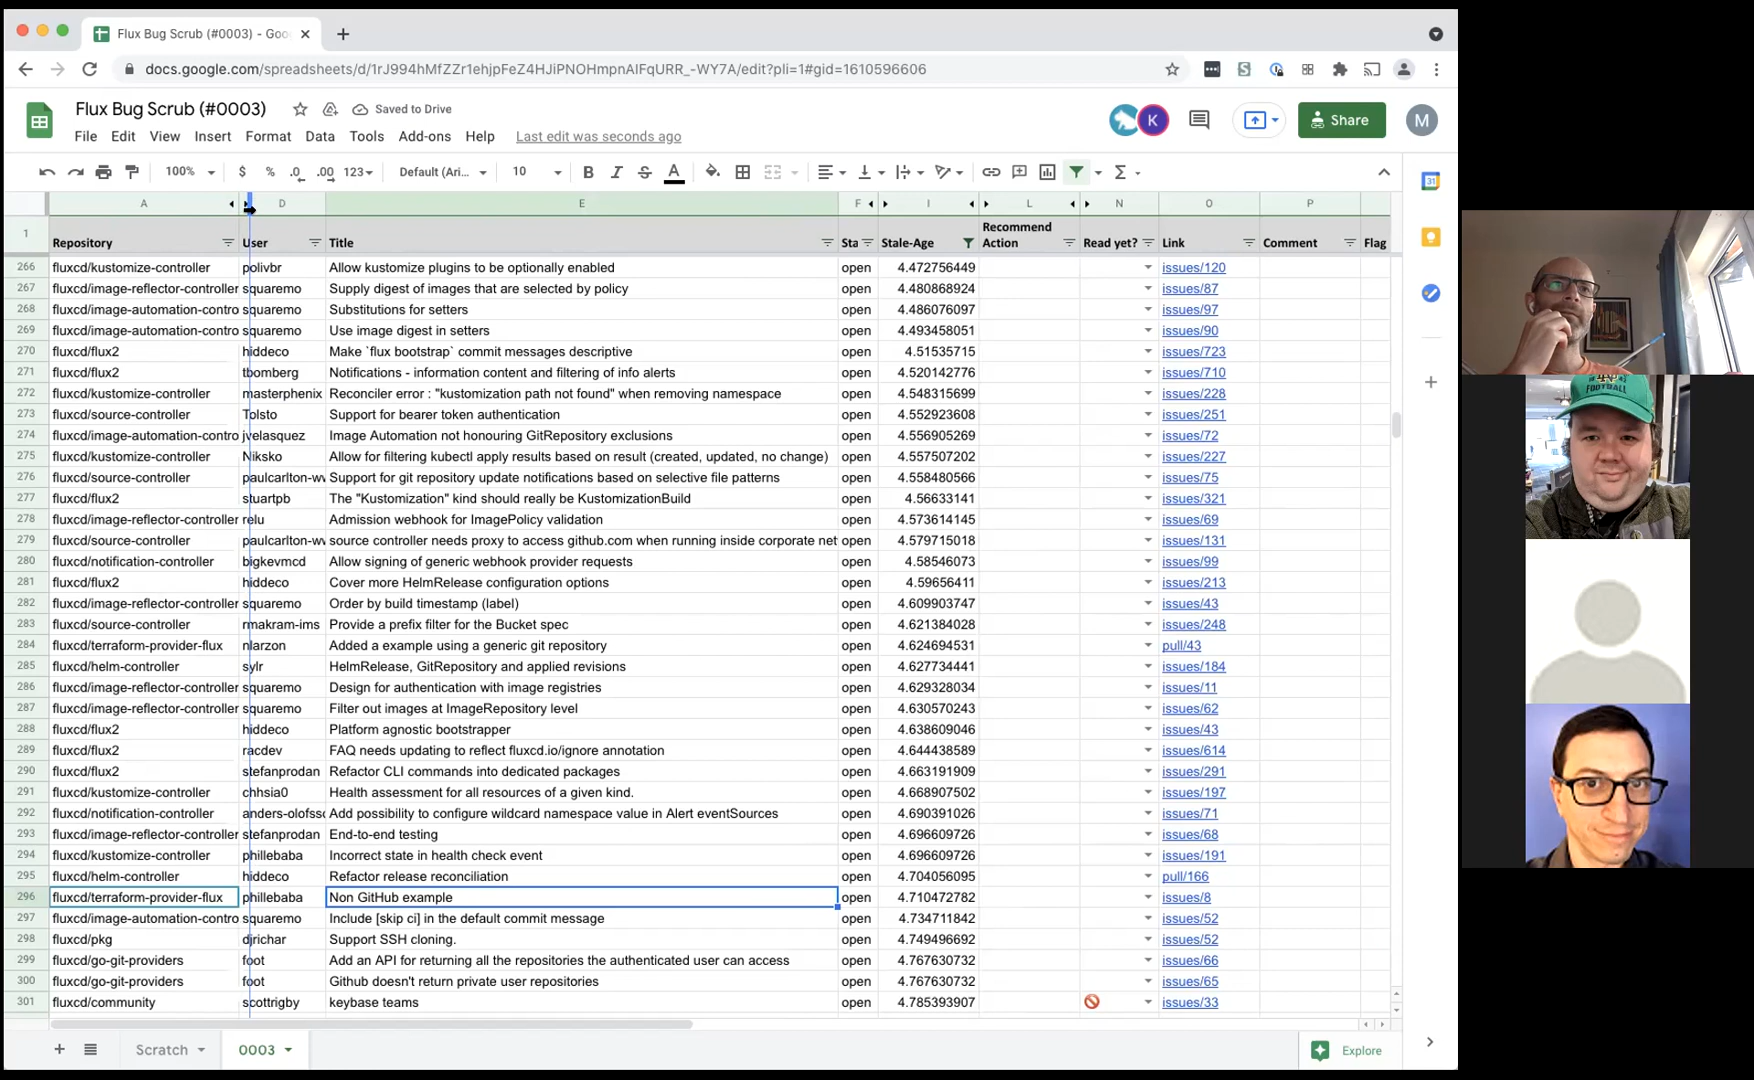 Flux Bug Scrub (#0003) - Goo
docs.google.com/spreadsheets/d/1rJ994hMfZZr1ehjpFeZ4HJiPNOHmpnAIFqURR_-WY7A/edit?pli=1#gid=1610596606
Flux Bug Scrub (#0003) Saved to Drive
K
Share
M
File Edit View Insert Format Data Tools Add-ons Help Last edit was seconds ago
100% $ % .0 .00 123 Default (Ari... 10 B I S A Σ
31
A D E F I L N O P
1 Repository User Title Sta Stale-Age Recommend Action Read yet? Link Comment Flag
266 fluxcd/kustomize-controller polivbr Allow kustomize plugins to be optionally enabled open 4.472756449 issues/120
267 fluxcd/image-reflector-controller squaremo Supply digest of images that are selected by policy open 4.480868924 issues/87
268 fluxcd/image-automation-contro squaremo Substitutions for setters open 4.486076097 issues/97
269 fluxcd/image-automation-contro squaremo Use image digest in setters open 4.493458051 issues/90
270 fluxcd/flux2 hiddeco Make `flux bootstrap` commit messages descriptive open 4.51535715 issues/723
271 fluxcd/flux2 tbomberg Notifications - information content and filtering of info alerts open 4.520142776 issues/710
272 fluxcd/kustomize-controller masterphenix Reconciler error : "kustomization path not found" when removing namespace open 4.548315699 issues/228
273 fluxcd/source-controller Tolsto Support for bearer token authentication open 4.552923608 issues/251
274 fluxcd/image-automation-contro jvelasquez Image Automation not honouring GitRepository exclusions open 4.556905269 issues/72
275 fluxcd/kustomize-controller Niksko Allow for filtering kubectl apply results based on result (created, updated, no change) open 4.557507202 issues/227
276 fluxcd/source-controller paulcarlton-wv Support for git repository update notifications based on selective file patterns open 4.558480566 issues/75
277 fluxcd/flux2 stuartpb The "Kustomization" kind should really be KustomizationBuild open 4.56633141 issues/321
278 fluxcd/image-reflector-controller relu Admission webhook for ImagePolicy validation open 4.573614145 issues/69
279 fluxcd/source-controller paulcarlton-wv source controller needs proxy to access github.com when running inside corporate net open 4.579715018 issues/131
280 fluxcd/notification-controller bigkevmcd Allow signing of generic webhook provider requests open 4.58546073 issues/99
281 fluxcd/flux2 hiddeco Cover more HelmRelease configuration options open 4.59656411 issues/213
282 fluxcd/image-reflector-controller squaremo Order by build timestamp (label) open 4.609903747 issues/43
283 fluxcd/source-controller rmakram-ims Provide a prefix filter for the Bucket spec open 4.621384028 issues/248
284 fluxcd/terraform-provider-flux nlarzon Added a example using a generic git repository open 4.624694531 pull/43
285 fluxcd/helm-controller sylr HelmRelease, GitRepository and applied revisions open 4.627734441 issues/184
286 fluxcd/image-reflector-controller squaremo Design for authentication with image registries open 4.629328034 issues/11
287 fluxcd/image-reflector-controller squaremo Filter out images at ImageRepository level open 4.630570243 issues/62
288 fluxcd/flux2 hiddeco Platform agnostic bootstrapper open 4.638609046 issues/43
289 fluxcd/flux2 racdev FAQ needs updating to reflect fluxcd.io/ignore annotation open 4.644438589 issues/614
290 fluxcd/flux2 stefanprodan Refactor CLI commands into dedicated packages open 4.663191909 issues/291
291 fluxcd/kustomize-controller chhsia0 Health assessment for all resources of a given kind. open 4.668907502 issues/197
292 fluxcd/notification-controller anders-olofsso Add possibility to configure wildcard namespace value in Alert eventSources open 4.690391026 issues/71
293 fluxcd/image-reflector-controller stefanprodan End-to-end testing open 4.696609726 issues/68
294 fluxcd/kustomize-controller phillebaba Incorrect state in health check event open 4.696609726 issues/191
295 fluxcd/helm-controller hiddeco Refactor release reconciliation open 4.704056095 pull/166
296 fluxcd/terraform-provider-flux phillebaba Non GitHub example open 4.710472782 issues/8
297 fluxcd/image-automation-contro squaremo Include [skip ci] in the default commit message open 4.734711842 issues/52
298 fluxcd/pkg djrichar Support SSH cloning. open 4.749496692 issues/52
299 fluxcd/go-git-providers foot Add an API for returning all the repositories the authenticated user can access open 4.767630732 issues/66
300 fluxcd/go-git-providers foot Github doesn't return private user repositories open 4.767630732 issues/65
301 fluxcd/community scottrigby keybase teams open 4.785393907 issues/33
Scratch 0003 Explore
FOOTBALL